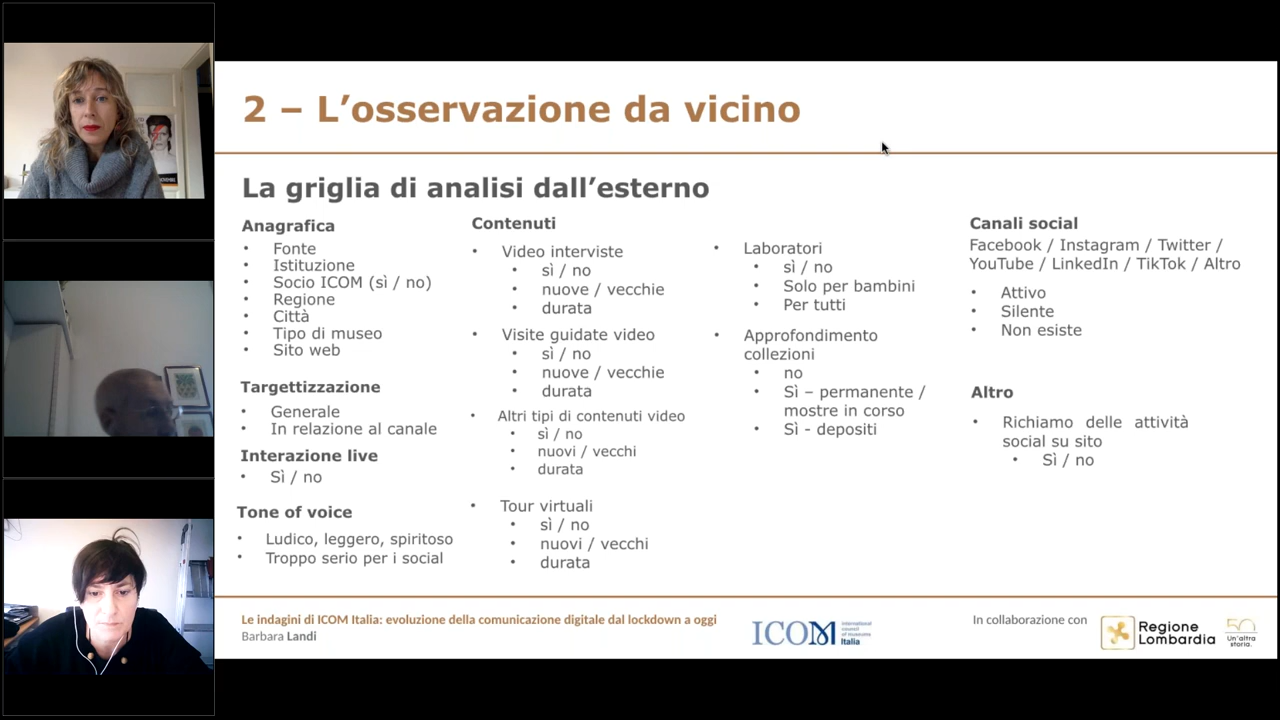 2 – L’osservazione da vicino
La griglia di analisi dall’esterno
Anagrafica
• Fonte
• Istituzione
• Socio ICOM (sì / no)
• Regione
• Città
• Tipo di museo
• Sito web
Targettizzazione
• Generale
• In relazione al canale
Interazione live
• Sì / no
Tone of voice
• Ludico, leggero, spiritoso
• Troppo serio per i social
Contenuti
• Video interviste
• sì / no
• nuove / vecchie
• durata
• Visite guidate video
• sì / no
• nuove / vecchie
• durata
• Altri tipi di contenuti video
• sì / no
• nuovi / vecchi
• durata
• Tour virtuali
• sì / no
• nuovi / vecchi
• durata
• Laboratori
• sì / no
• Solo per bambini
• Per tutti
• Approfondimento
collezioni
• no
• Sì – permanente /
mostre in corso
• Sì - depositi
Canali social
Facebook / Instagram / Twitter /
YouTube / LinkedIn / TikTok / Altro
• Attivo
• Silente
• Non esiste
Altro
• Richiamo delle attività
social su sito
• Sì / no
Le indagini di ICOM Italia: evoluzione della comunicazione digitale dal lockdown a oggi
Barbara Landi
ICOM
international
council
of museums
Italia
In collaborazione con
Regione
Lombardia
50
Un'altra
storia.